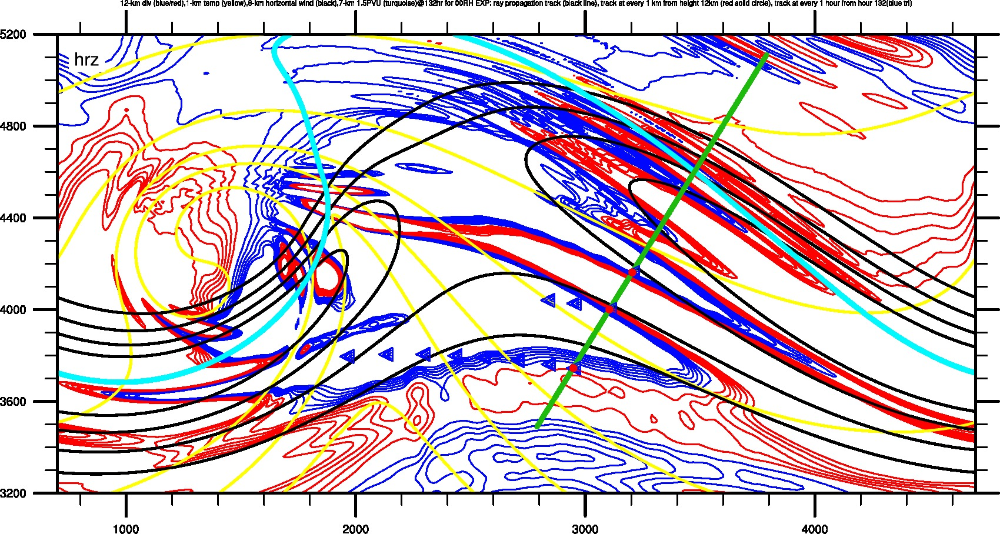 12-km div (blue/red),1-km temp (yellow),8-km horizontal wind (black),7-km 1.5PVU (turquoise)@132hr for 00RH EXP: ray propagation track (black line), track at every 1 km from height 12km (red solid circle), track at every 1 hour from hour 132(blue tri)
5200
hrz
4800
4400
4000
3600
3200
1000 2000 3000 4000